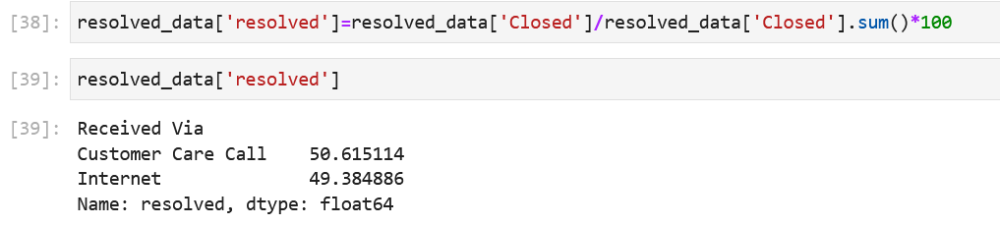 [38]: resolved_data['resolved']=resolved_data['Closed']/resolved_data['Closed'].sum()*100
[39]: resolved_data['resolved']
[39]: Received Via
Customer Care Call    50.615114
Internet              49.384886
Name: resolved, dtype: float64